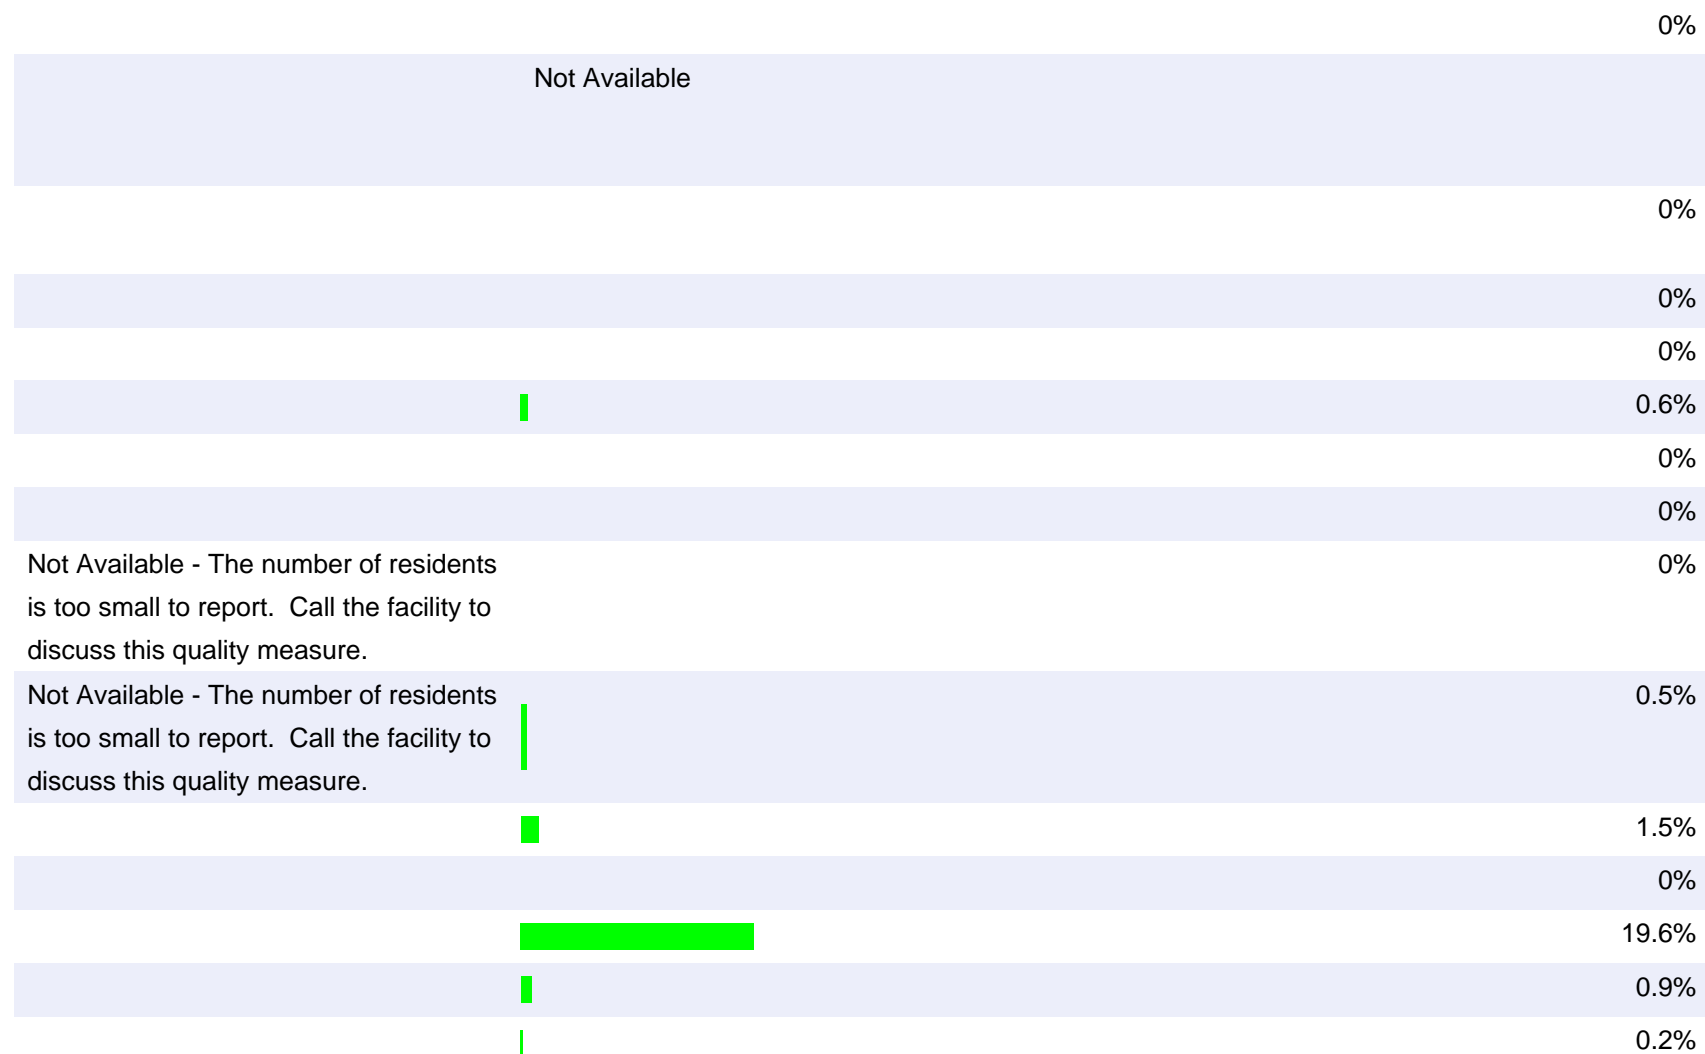 0%
Not Available
0%
0%
0%
0.6%
0%
0%
Not Available - The number of residents 0%
is too small to report.  Call the facility to
discuss this quality measure.
Not Available - The number of residents 0.5%
is too small to report.  Call the facility to
discuss this quality measure.
1.5%
0%
19.6%
0.9%
0.2%